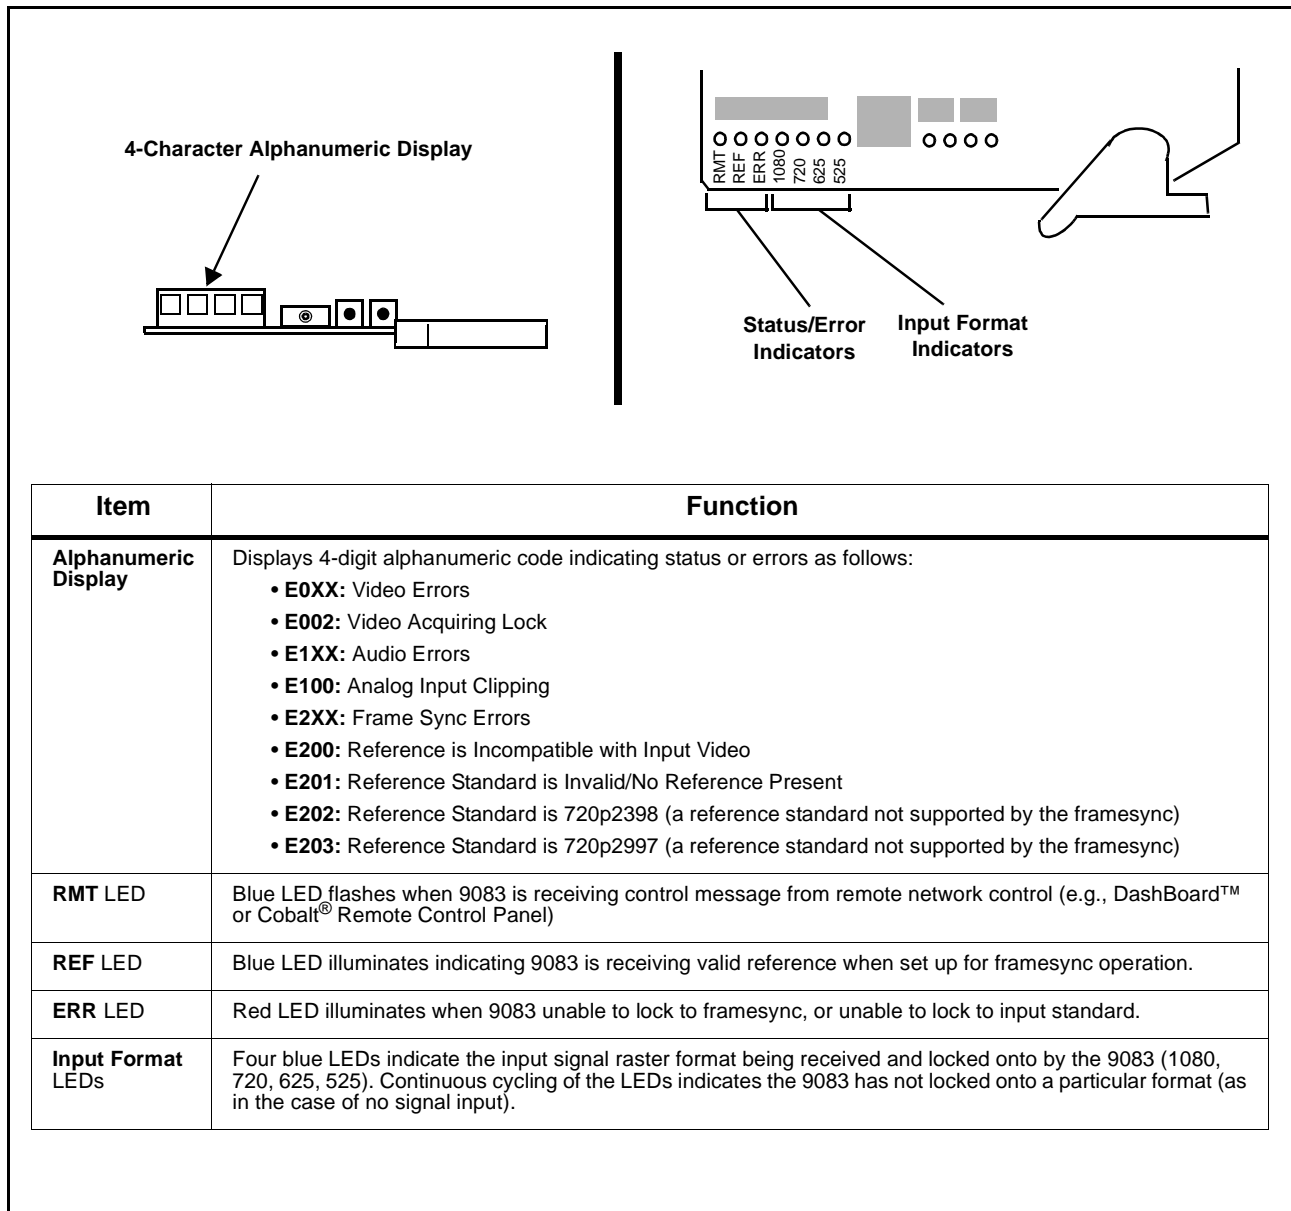 4-Character Alphanumeric Display
RMT
REF
ERR
1080
720
625
525
Status/Error
Indicators
Input Format
Indicators
Item Function
Alphanumeric
Display
Displays 4-digit alphanumeric code indicating status or errors as follows:
• E0XX: Video Errors
• E002: Video Acquiring Lock
• E1XX: Audio Errors
• E100: Analog Input Clipping
• E2XX: Frame Sync Errors
• E200: Reference is Incompatible with Input Video
• E201: Reference Standard is Invalid/No Reference Present
• E202: Reference Standard is 720p2398 (a reference standard not supported by the framesync)
• E203: Reference Standard is 720p2997 (a reference standard not supported by the framesync)
RMT LED
Blue LED flashes when 9083 is receiving control message from remote network control (e.g., DashBoard™
or Cobalt® Remote Control Panel)
REF LED
Blue LED illuminates indicating 9083 is receiving valid reference when set up for framesync operation.
ERR LED
Red LED illuminates when 9083 unable to lock to framesync, or unable to lock to input standard.
Input Format
LEDs
Four blue LEDs indicate the input signal raster format being received and locked onto by the 9083 (1080,
720, 625, 525). Continuous cycling of the LEDs indicates the 9083 has not locked onto a particular format (as
in the case of no signal input).